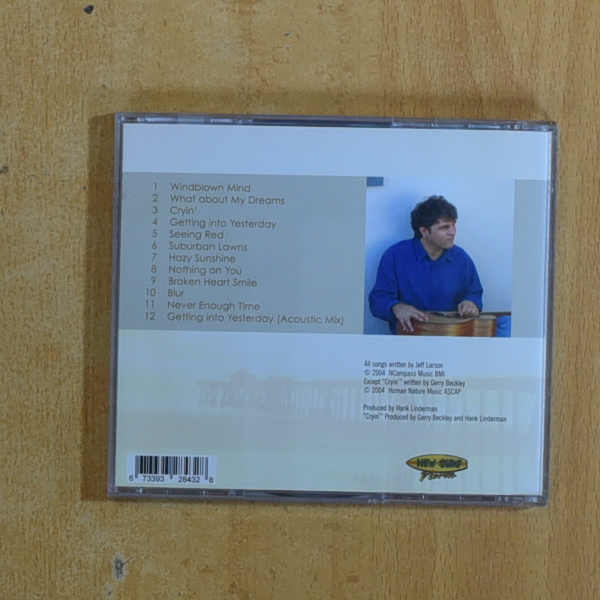 1 Windblown Mind
2 What about My Dreams
3 Cryin'
4 Getting into Yesterday
5 Seeing Red
6 Suburban Lawns
7 Hazy Sunshine
8 Nothing on You
9 Broken Heart Smile
10 Blur
11 Never Enough Time
12 Getting into Yesterday (Acoustic Mix)
All songs written by Jeff Larson
© 2004 NCompass Music BMI
Except "Cryin'" written by Gerry Beckley
© 2004 Human Nature Music ASCAP
Produced by Hank Linderman
"Cryin'" Produced by Gerry Beckley and Hank Linderman
6 73393 28432 8
NEW SURF